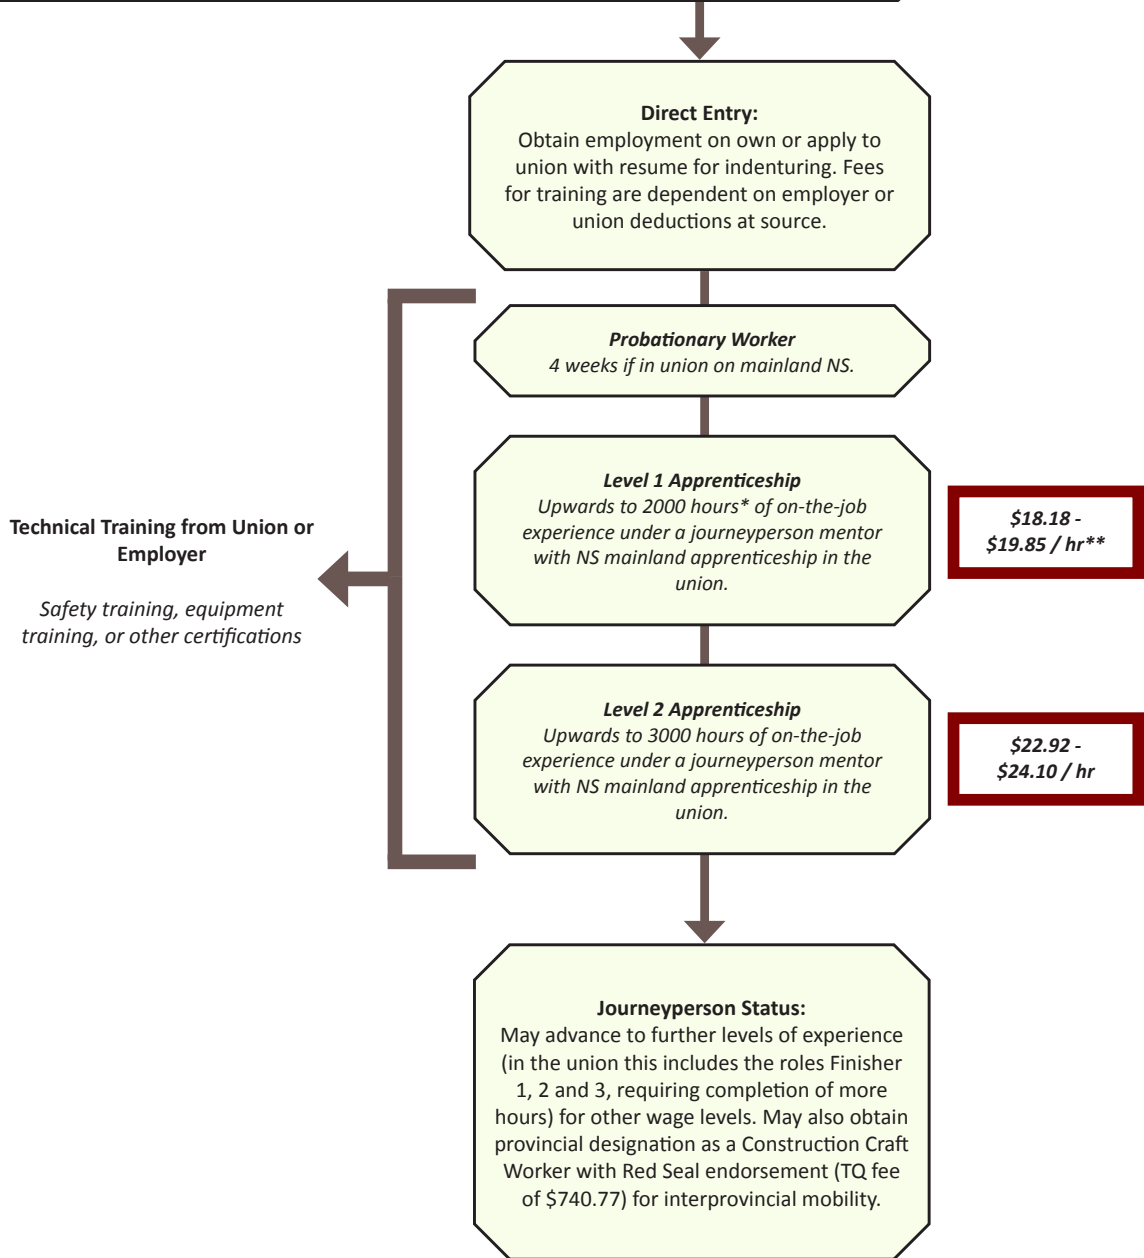 Direct Entry:
Obtain employment on own or apply to
union with resume for indenturing. Fees
for training are dependent on employer or
union deductions at source.
Probationary Worker
4 weeks if in union on mainland NS.
Level 1 Apprenticeship
Upwards to 2000 hours* of on-the-job
experience under a journeyperson mentor
with NS mainland apprenticeship in the
union.
$18.18 -
$19.85 / hr**
Technical Training from Union or
Employer
Safety training, equipment
training, or other certifications
Level 2 Apprenticeship
Upwards to 3000 hours of on-the-job
experience under a journeyperson mentor
with NS mainland apprenticeship in the
union.
$22.92 -
$24.10 / hr
Journeyperson Status:
May advance to further levels of experience
(in the union this includes the roles Finisher
1, 2 and 3, requiring completion of more
hours) for other wage levels. May also obtain
provincial designation as a Construction Craft
Worker with Red Seal endorsement (TQ fee
of $740.77) for interprovincial mobility.